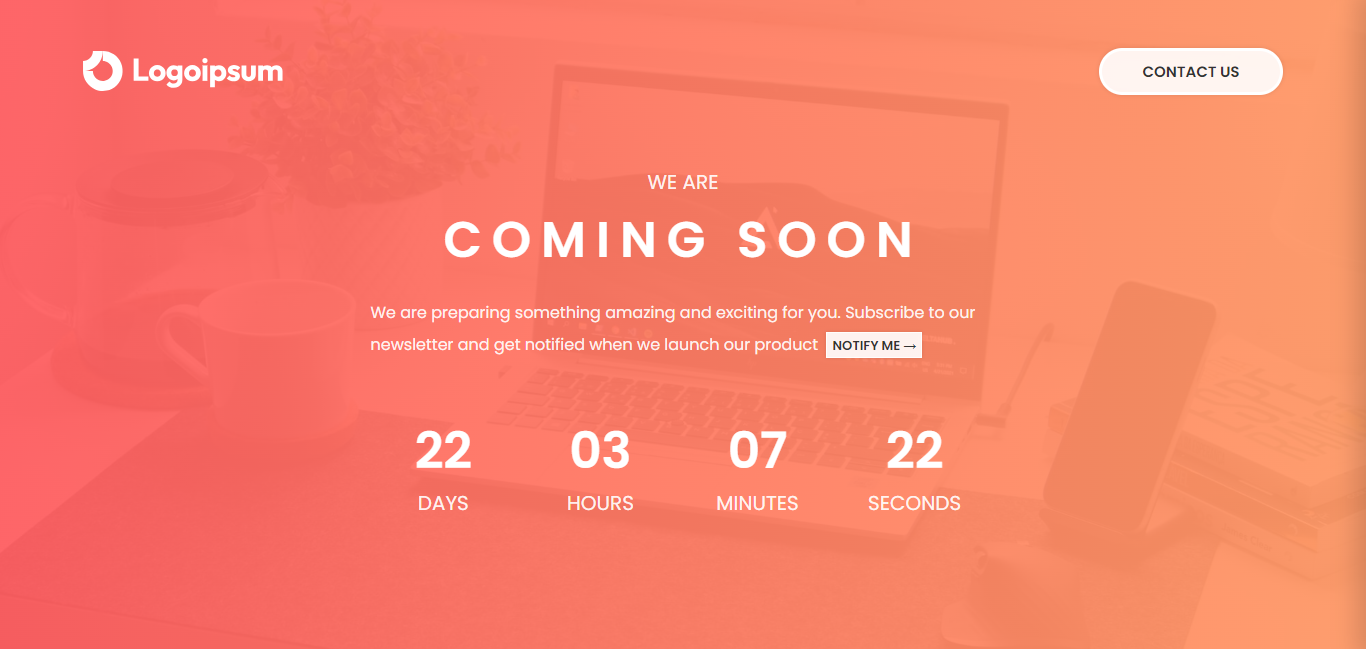 Logoipsum
CONTACT US
WE ARE
COMING SOON
We are preparing something amazing and exciting for you. Subscribe to our
newsletter and get notified when we launch our product NOTIFY ME →
22 03 07 22
DAYS HOURS MINUTES SECONDS